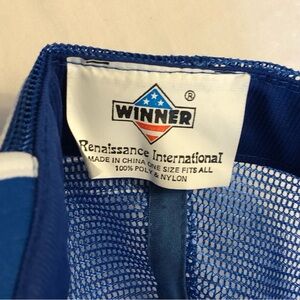 WINNER
®
Renaissance International
MADE IN CHINA ONE SIZE FITS ALL
100% POLY & NYLON